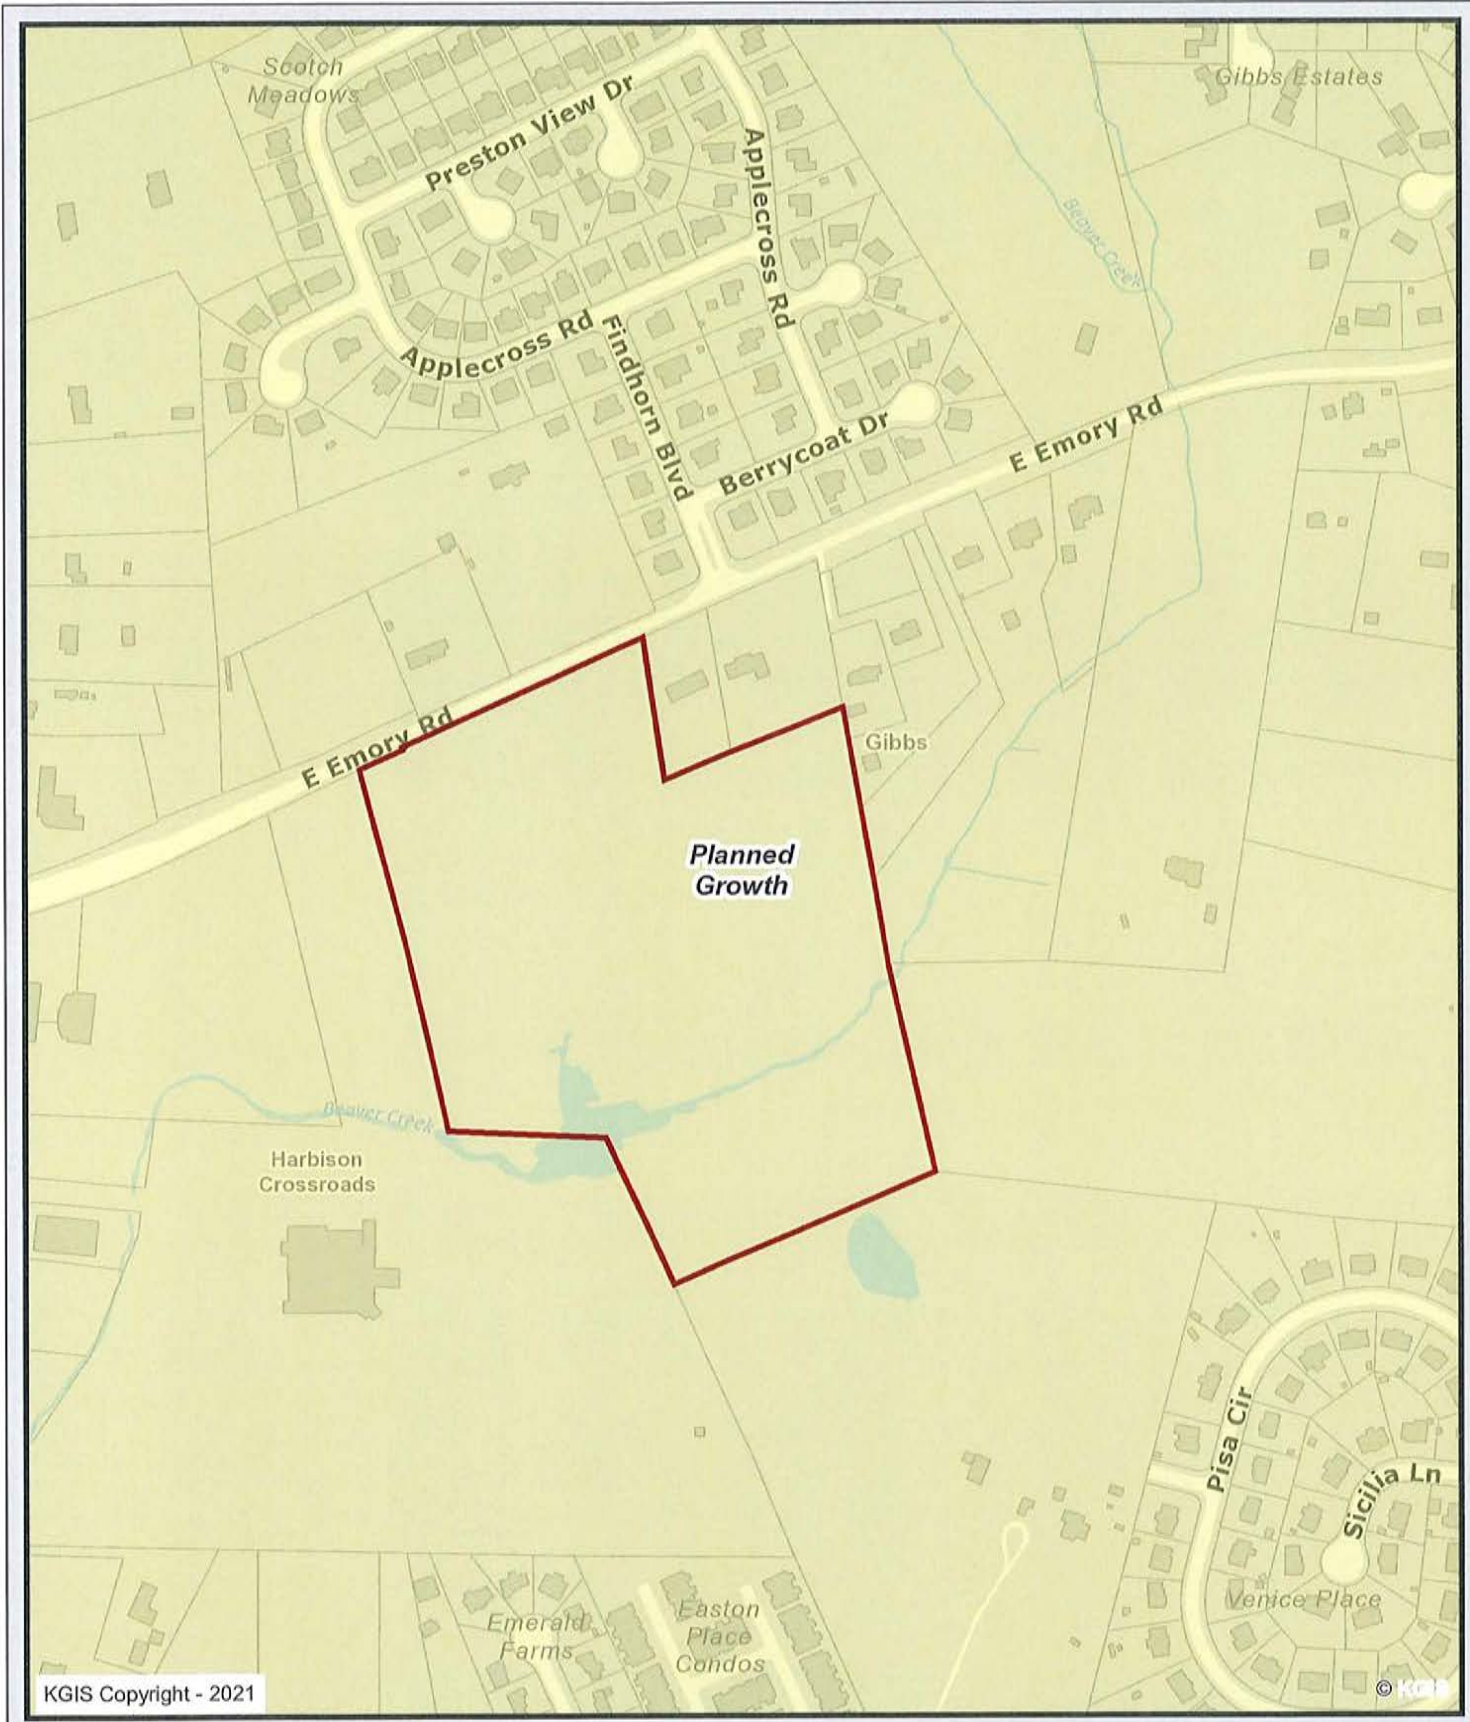 Scotch
Meadows
Gibbs Estates
Preston View Dr
Applecross Rd
Beaver Creek
Applecross Rd
Findhorn Blvd
Berrycoat Dr
E Emory Rd
E Emory Rd
Gibbs
Planned
Growth
Beaver Creek
Harbison
Crossroads
Pisa Cir
Sicilia Ln
Venice Place
Emerald
Farms
Easton
Place
Condos
KGIS Copyright - 2021
© KGIS